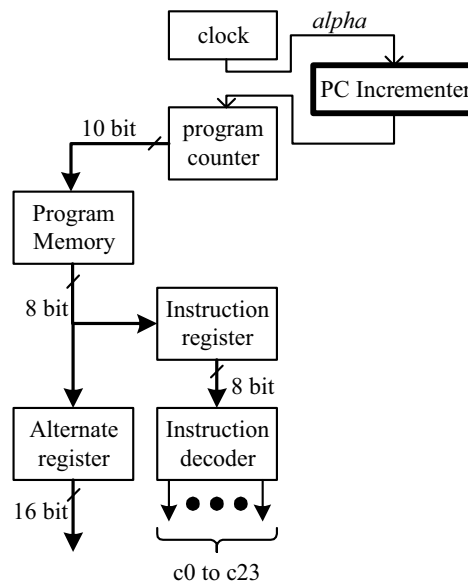 alpha
clock
PC Incrementer
10 bit
program
counter
Program
Memory
8 bit
Instruction
register
8 bit
Alternate
register
Instruction
decoder
16 bit
c0 to c23